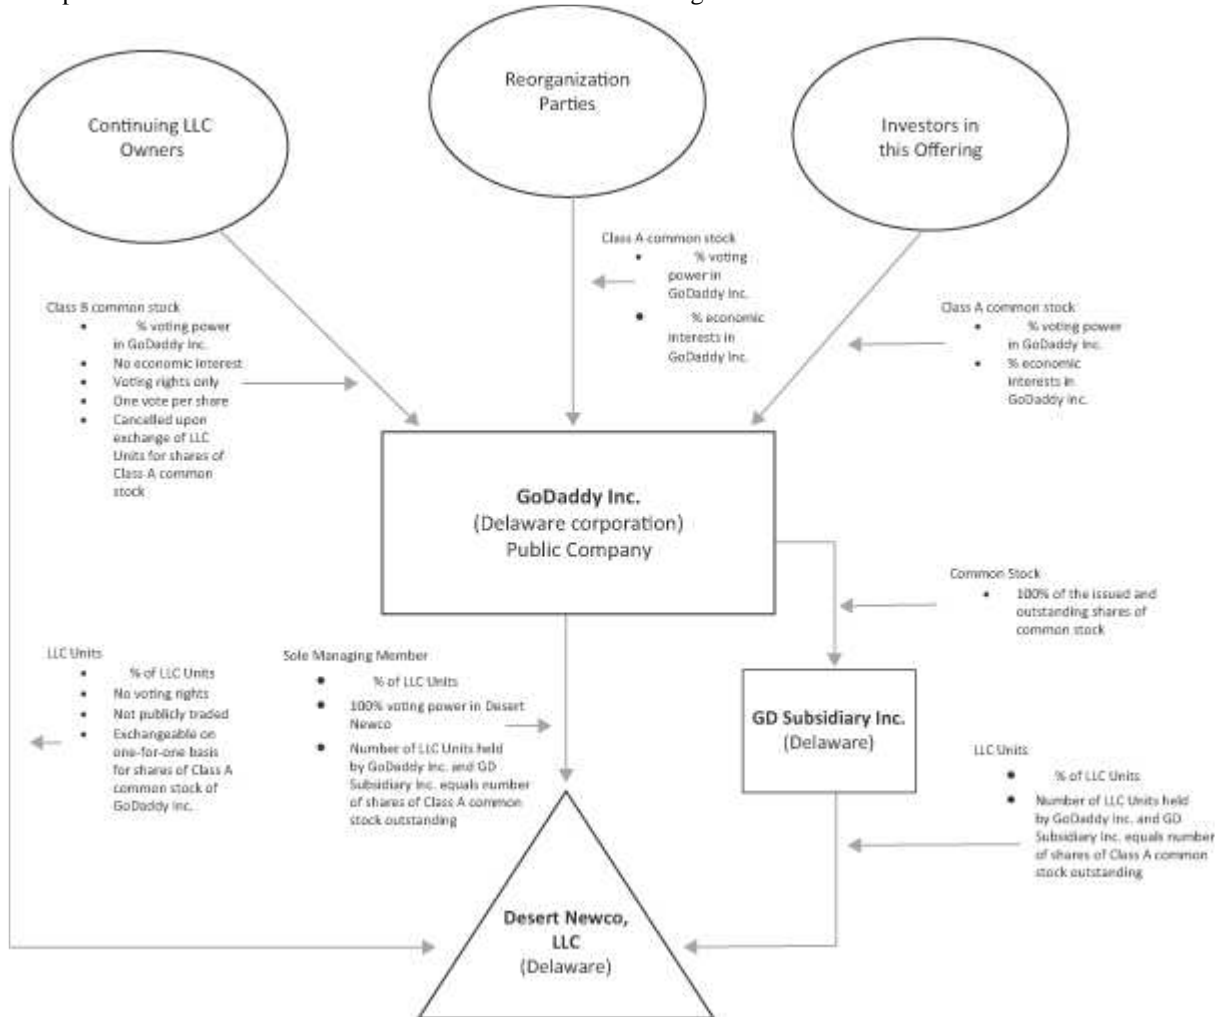 Continuing LLC
Owners
Reorganization
Parties
Investors in
this Offering
Class B common stock
• % voting power
in GoDaddy Inc.
• No economic interest
• Voting rights only
• One vote per share
• Cancelled upon
exchange of LLC
Units for shares of
Class A common
stock
Class A common stock
• % voting
power in
GoDaddy Inc.
• % economic
interests in
GoDaddy Inc.
Class A common stock
• % voting power
in GoDaddy Inc.
• % economic
interests in
GoDaddy Inc.
GoDaddy Inc.
(Delaware corporation)
Public Company
Common Stock
• 100% of the issued and
outstanding shares of
common stock
LLC Units
• % of LLC Units
• No voting rights
• Not publicly traded
• Exchangeable on
one-for-one basis
for shares of Class A
common stock of
GoDaddy Inc.
Sole Managing Member
• % of LLC Units
• 100% voting power in Desert
Newco
• Number of LLC Units held
by GoDaddy Inc. and GD
Subsidiary Inc. equals number
of shares of Class A common
stock outstanding
GD Subsidiary Inc.
(Delaware)
LLC Units
• % of LLC Units
• Number of LLC Units held
by GoDaddy Inc. and GD
Subsidiary Inc. equals number
of shares of Class A common
stock outstanding
Desert Newco,
LLC
(Delaware)